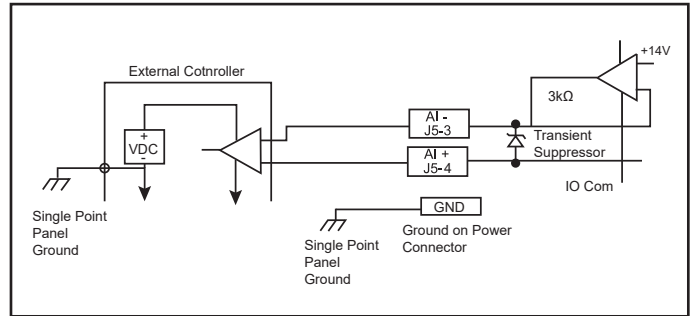 +14V
External Cotnroller
3kΩ
AI -
J5-3
+
VDC
-
Transient
Suppressor
AI +
J5-4
IO Com
GND
Single Point
Panel
Ground
Single Point
Panel
Ground
Ground on Power
Connector